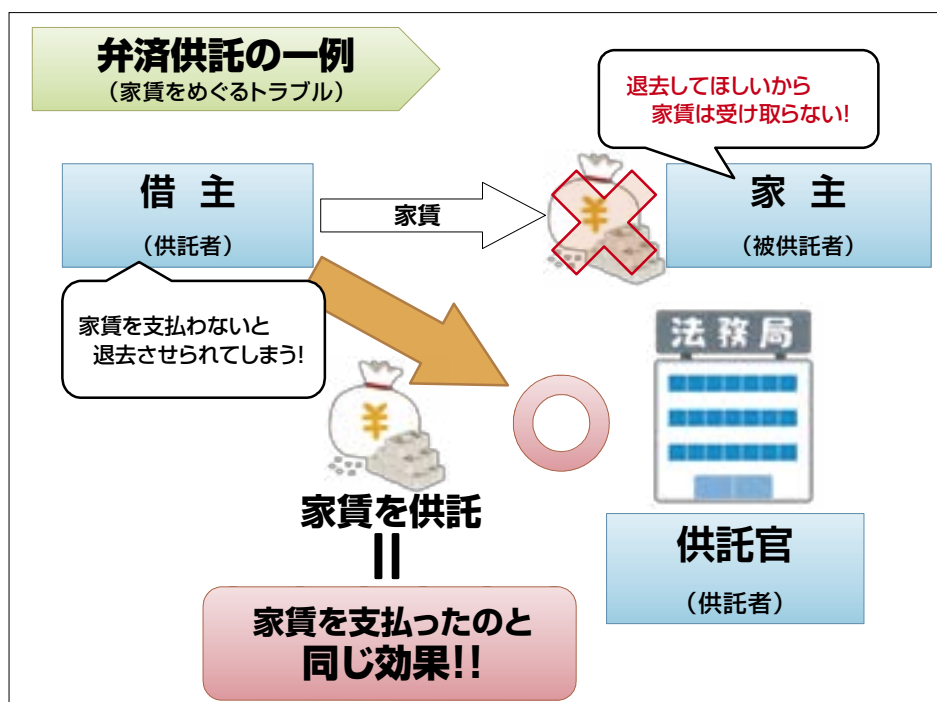 弁済供託の一例
（家賃をめぐるトラブル）
退去してほしいから
家賃は受け取らない!
借 主
（供託者）
家賃
¥
家 主
（被供託者）
家賃を支払わないと
退去させられてしまう!
法務局
¥
家賃を供託
=
家賃を支払ったのと
同じ効果!!
供託官
（供託者）